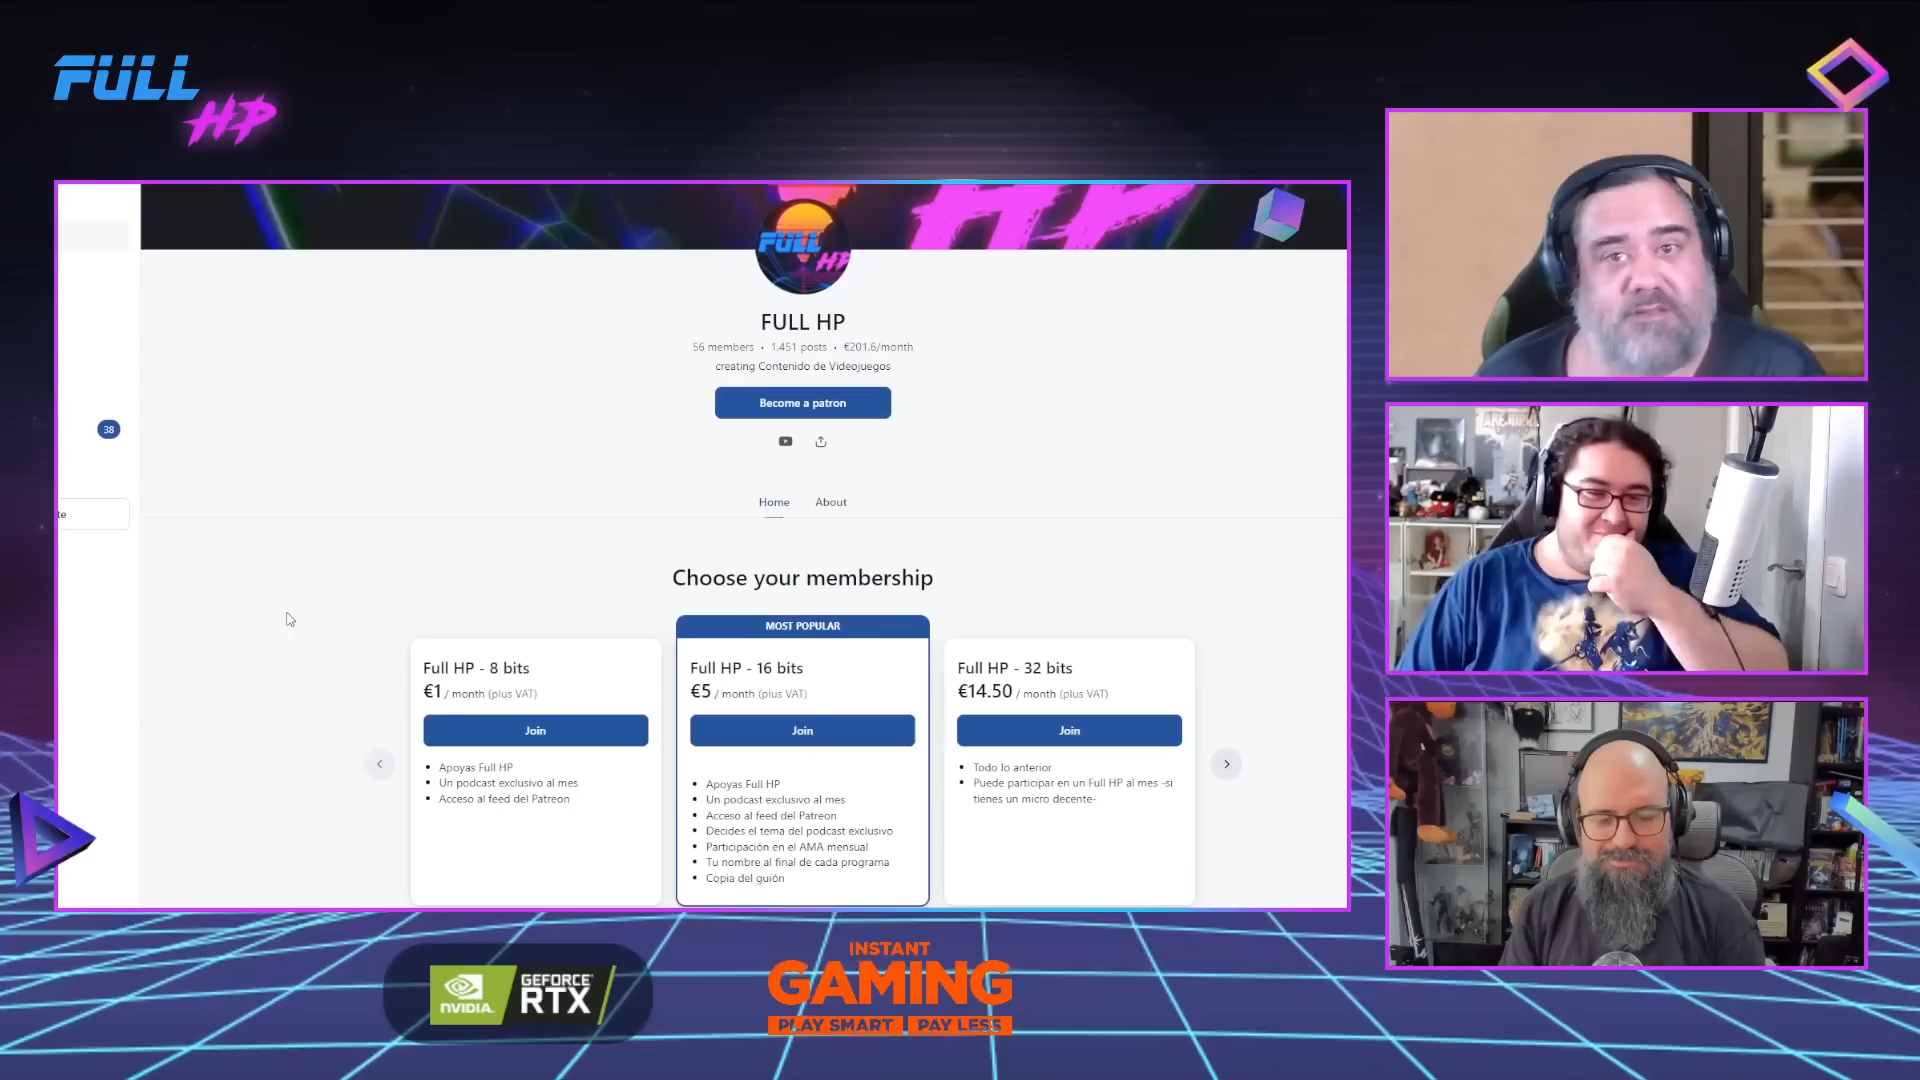 FULL
HP
FULL
HP
38
te
FULL HP
56 members • 1,451 posts • €201.6/month
creating Contenido de Videojuegos
Become a patron
Home About
Choose your membership
Full HP - 8 bits
€1 / month (plus VAT)
Join
Apoyas Full HP
Un podcast exclusivo al mes
Acceso al feed del Patreon
MOST POPULAR
Full HP - 16 bits
€5 / month (plus VAT)
Join
Apoyas Full HP
Un podcast exclusivo al mes
Acceso al feed del Patreon
Decides el tema del podcast exclusivo
Participación en el AMA mensual
Tu nombre al final de cada programa
Copia del guión
Full HP - 32 bits
€14.50 / month (plus VAT)
Join
Todo lo anterior
Puede participar en un Full HP al mes -si
tienes un micro decente-
NVIDIA.
GEFORCE
RTX
INSTANT
GAMING
PLAY SMART PAY LESS